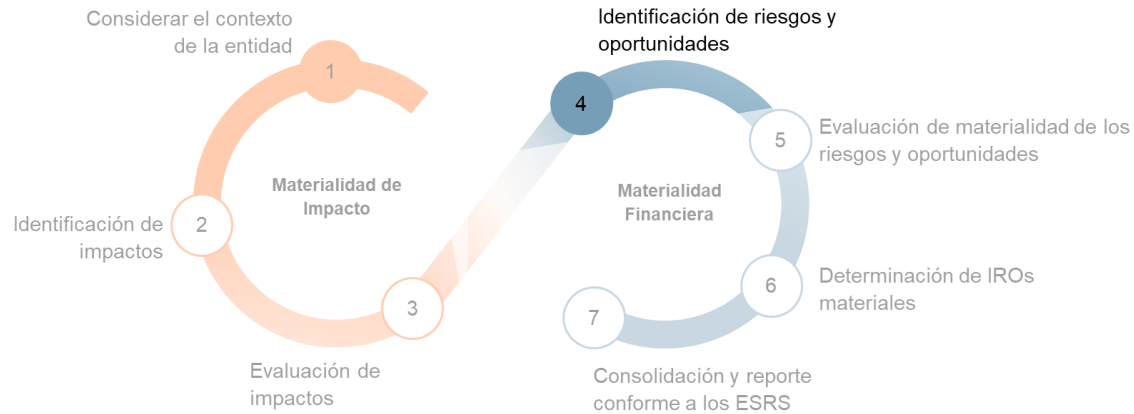 Considerar el contexto
de la entidad
1
Identificación de
impactos
2
Materialidad de
Impacto
3
Evaluación de
impactos
Identificación de riesgos y
oportunidades
4
5
Evaluación de materialidad de los
riesgos y oportunidades
Materialidad
Financiera
6
Determinación de IROs
materiales
7
Consolidación y reporte
conforme a los ESRS